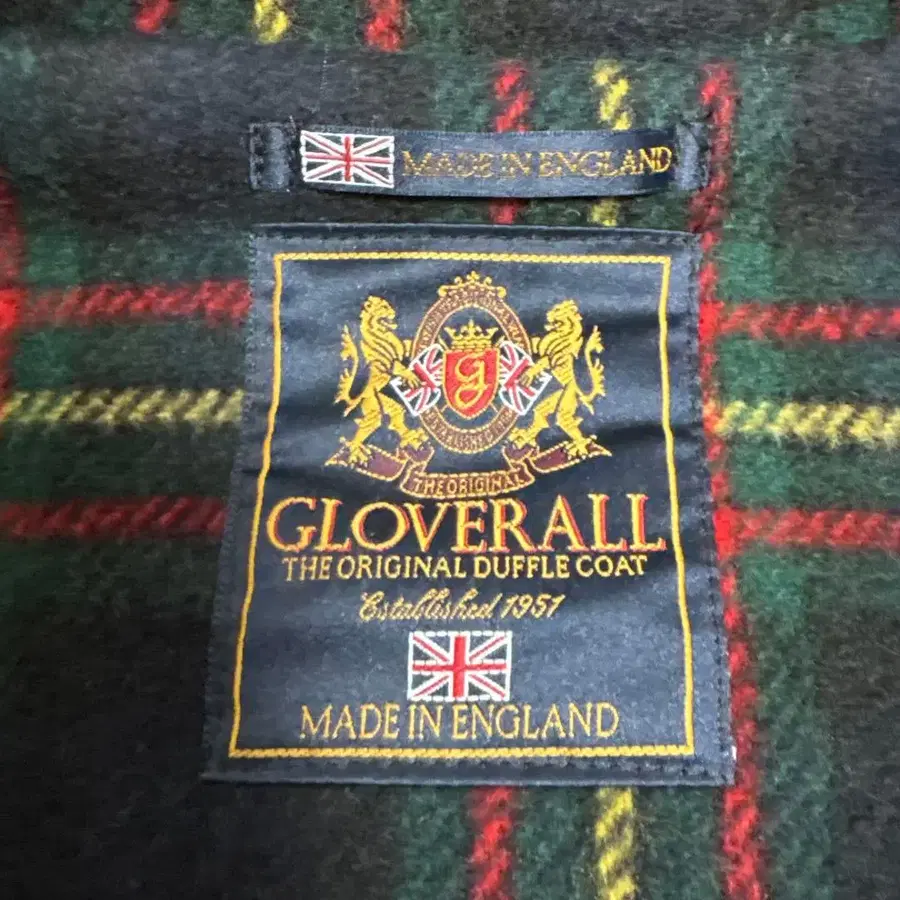 MADE IN ENGLAND
g
THE ORIGINAL
GLOVERALL
THE ORIGINAL DUFFLE COAT
Established 1951
MADE IN ENGLAND